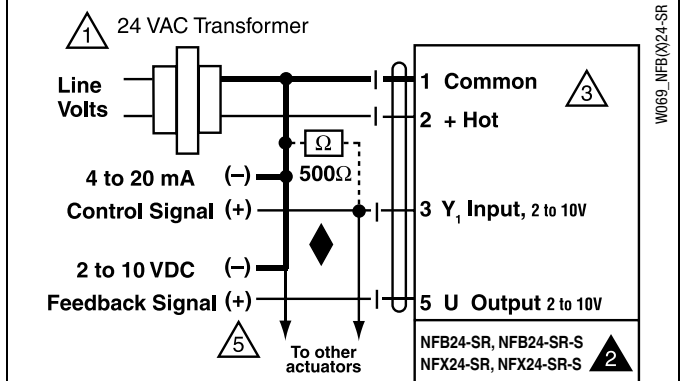 1 24 VAC Transformer
Line
Volts
1 Common
3
2 + Hot
Ω
500Ω
4 to 20 mA (–)
Control Signal (+)
3 Y1 Input, 2 to 10V
2 to 10 VDC (–)
Feedback Signal (+)
5 U Output 2 to 10V
5
To other
actuators
NFB24-SR, NFB24-SR-S
NFX24-SR, NFX24-SR-S
2
W069_NFB(X)24-SR